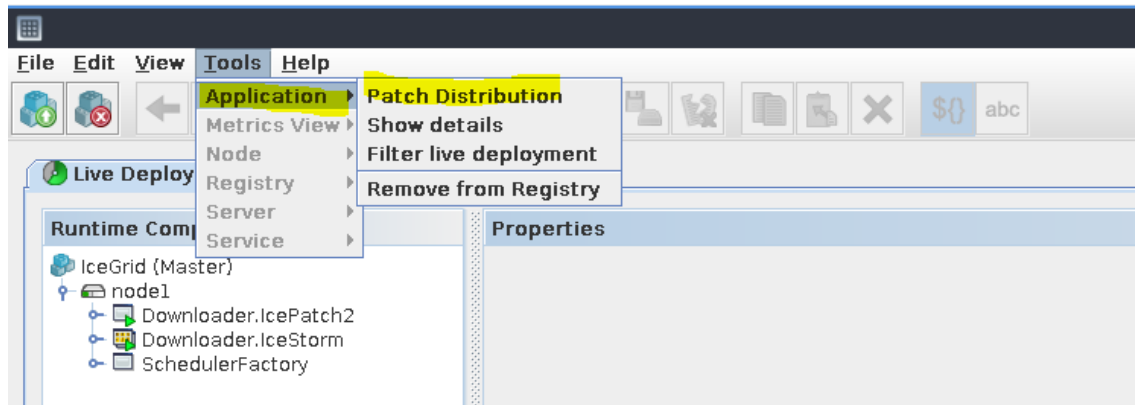 File Edit View Tools Help
Application Patch Distribution
Metrics View Show details
Node Filter live deployment
Registry Remove from Registry
Server
Service
${} abc
Live Deploy
Runtime Comp
Properties
IceGrid (Master)
node1
Downloader.IcePatch2
Downloader.IceStorm
SchedulerFactory